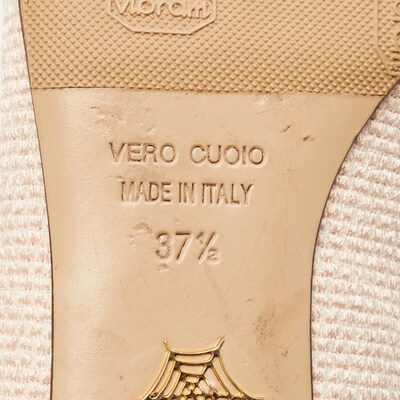 vibram
VERO CUOIO
MADE IN ITALY
37½